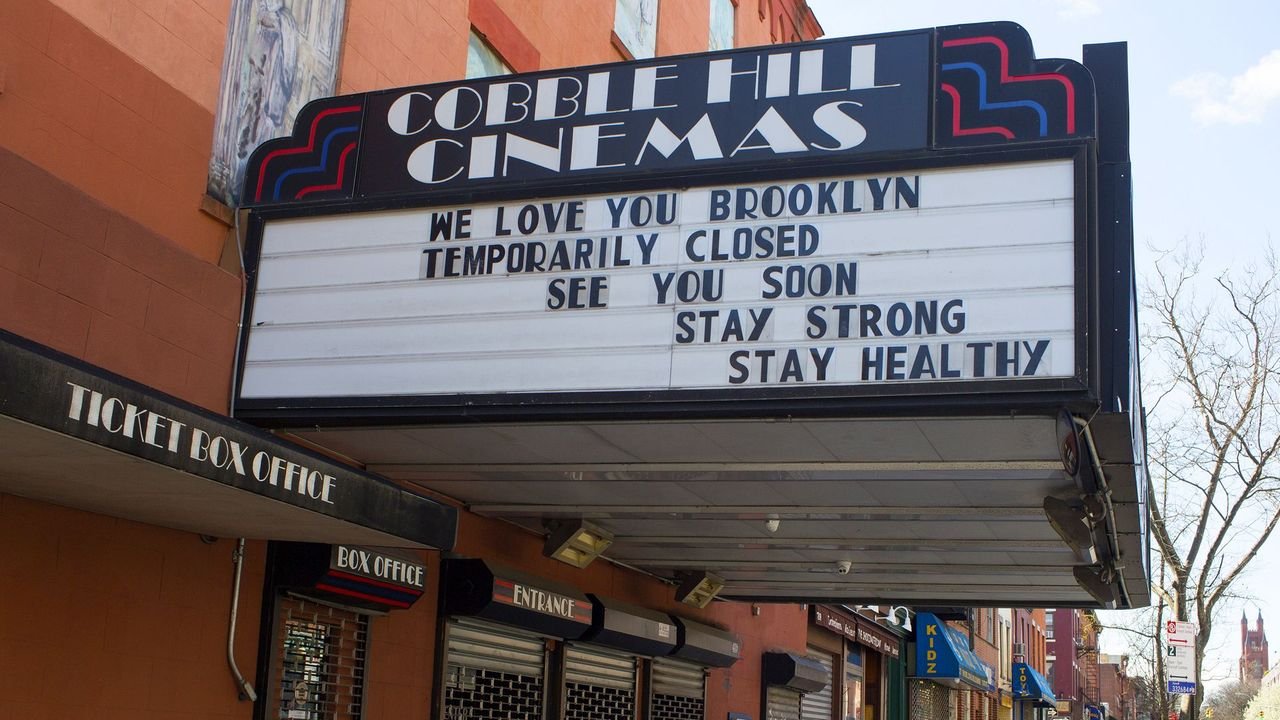 COBBLE HILL
CINEMAS
WE LOVE YOU BROOKLYN
TEMPORARILY CLOSED
SEE YOU SOON
STAY STRONG
STAY HEALTHY
TICKET BOX OFFICE
BOX OFFICE
ENTRANCE
KIDZ